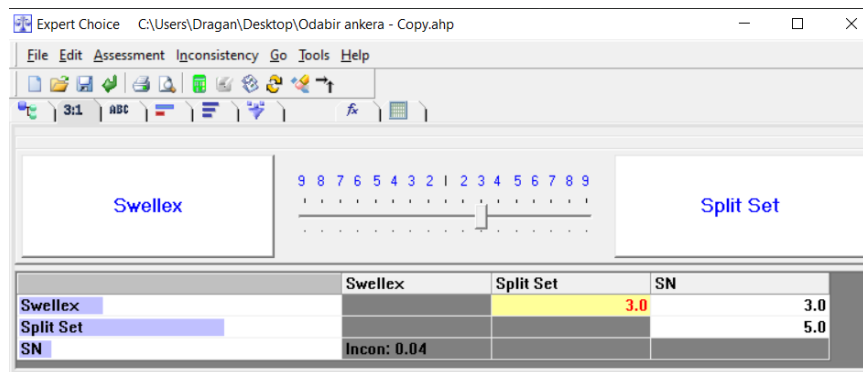 Expert Choice C:\Users\Dragan\Desktop\Odabir ankera - Copy.ahp
File Edit Assessment Inconsistency Go Tools Help
3:1 ABC fx
Swellex
9 8 7 6 5 4 3 2 1 2 3 4 5 6 7 8 9
Split Set
Swellex Split Set SN
Swellex 3.0 3.0
Split Set 5.0
SN Incon: 0.04